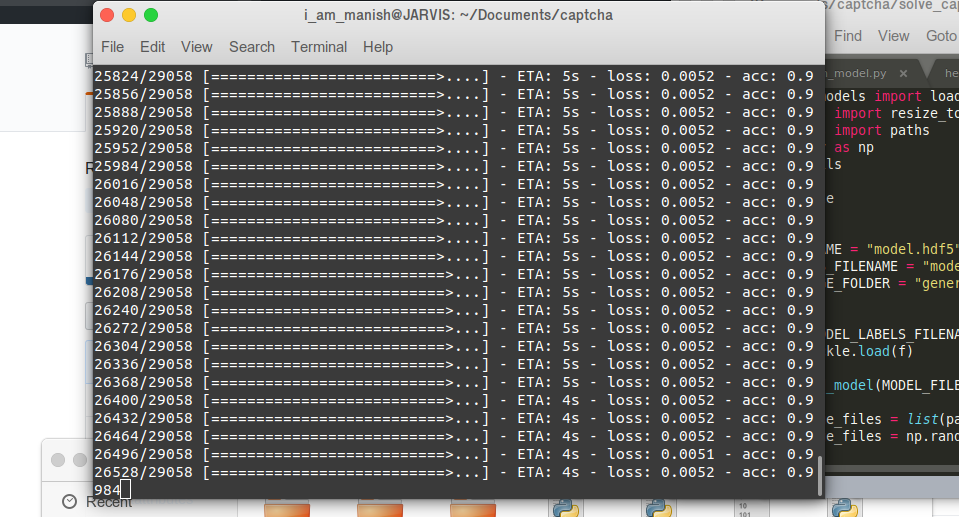 i_am_manish@JARVIS: ~/Documents/captcha
File Edit View Search Terminal Help
25824/29058 [==========================>....] - ETA: 5s - loss: 0.0052 - acc: 0.9
25856/29058 [==========================>....] - ETA: 5s - loss: 0.0052 - acc: 0.9
25888/29058 [==========================>....] - ETA: 5s - loss: 0.0052 - acc: 0.9
25920/29058 [==========================>....] - ETA: 5s - loss: 0.0052 - acc: 0.9
25952/29058 [==========================>....] - ETA: 5s - loss: 0.0052 - acc: 0.9
25984/29058 [==========================>....] - ETA: 5s - loss: 0.0052 - acc: 0.9
26016/29058 [==========================>....] - ETA: 5s - loss: 0.0052 - acc: 0.9
26048/29058 [==========================>....] - ETA: 5s - loss: 0.0052 - acc: 0.9
26080/29058 [==========================>....] - ETA: 5s - loss: 0.0052 - acc: 0.9
26112/29058 [==========================>....] - ETA: 5s - loss: 0.0052 - acc: 0.9
26144/29058 [==========================>....] - ETA: 5s - loss: 0.0052 - acc: 0.9
26176/29058 [===========================>...] - ETA: 5s - loss: 0.0052 - acc: 0.9
26208/29058 [===========================>...] - ETA: 5s - loss: 0.0052 - acc: 0.9
26240/29058 [===========================>...] - ETA: 5s - loss: 0.0052 - acc: 0.9
26272/29058 [===========================>...] - ETA: 5s - loss: 0.0052 - acc: 0.9
26304/29058 [===========================>...] - ETA: 5s - loss: 0.0052 - acc: 0.9
26336/29058 [===========================>...] - ETA: 5s - loss: 0.0052 - acc: 0.9
26368/29058 [===========================>...] - ETA: 5s - loss: 0.0052 - acc: 0.9
26400/29058 [===========================>...] - ETA: 4s - loss: 0.0052 - acc: 0.9
26432/29058 [===========================>...] - ETA: 4s - loss: 0.0052 - acc: 0.9
26464/29058 [===========================>...] - ETA: 4s - loss: 0.0052 - acc: 0.9
26496/29058 [===========================>...] - ETA: 4s - loss: 0.0051 - acc: 0.9
26528/29058 [===========================>...] - ETA: 4s - loss: 0.0052 - acc: 0.9
984
s/captcha/solve_cap
Find View Goto
_model.py × he
odels import load
import resize_to
import paths
as np
ls
e
ME = "model.hdf5"
_FILENAME = "mode
E_FOLDER = "gener
DEL_LABELS_FILENA
kle.load(f)
_model(MODEL_FILE
e_files = list(pa
e_files = np.rand
Recent
10
101